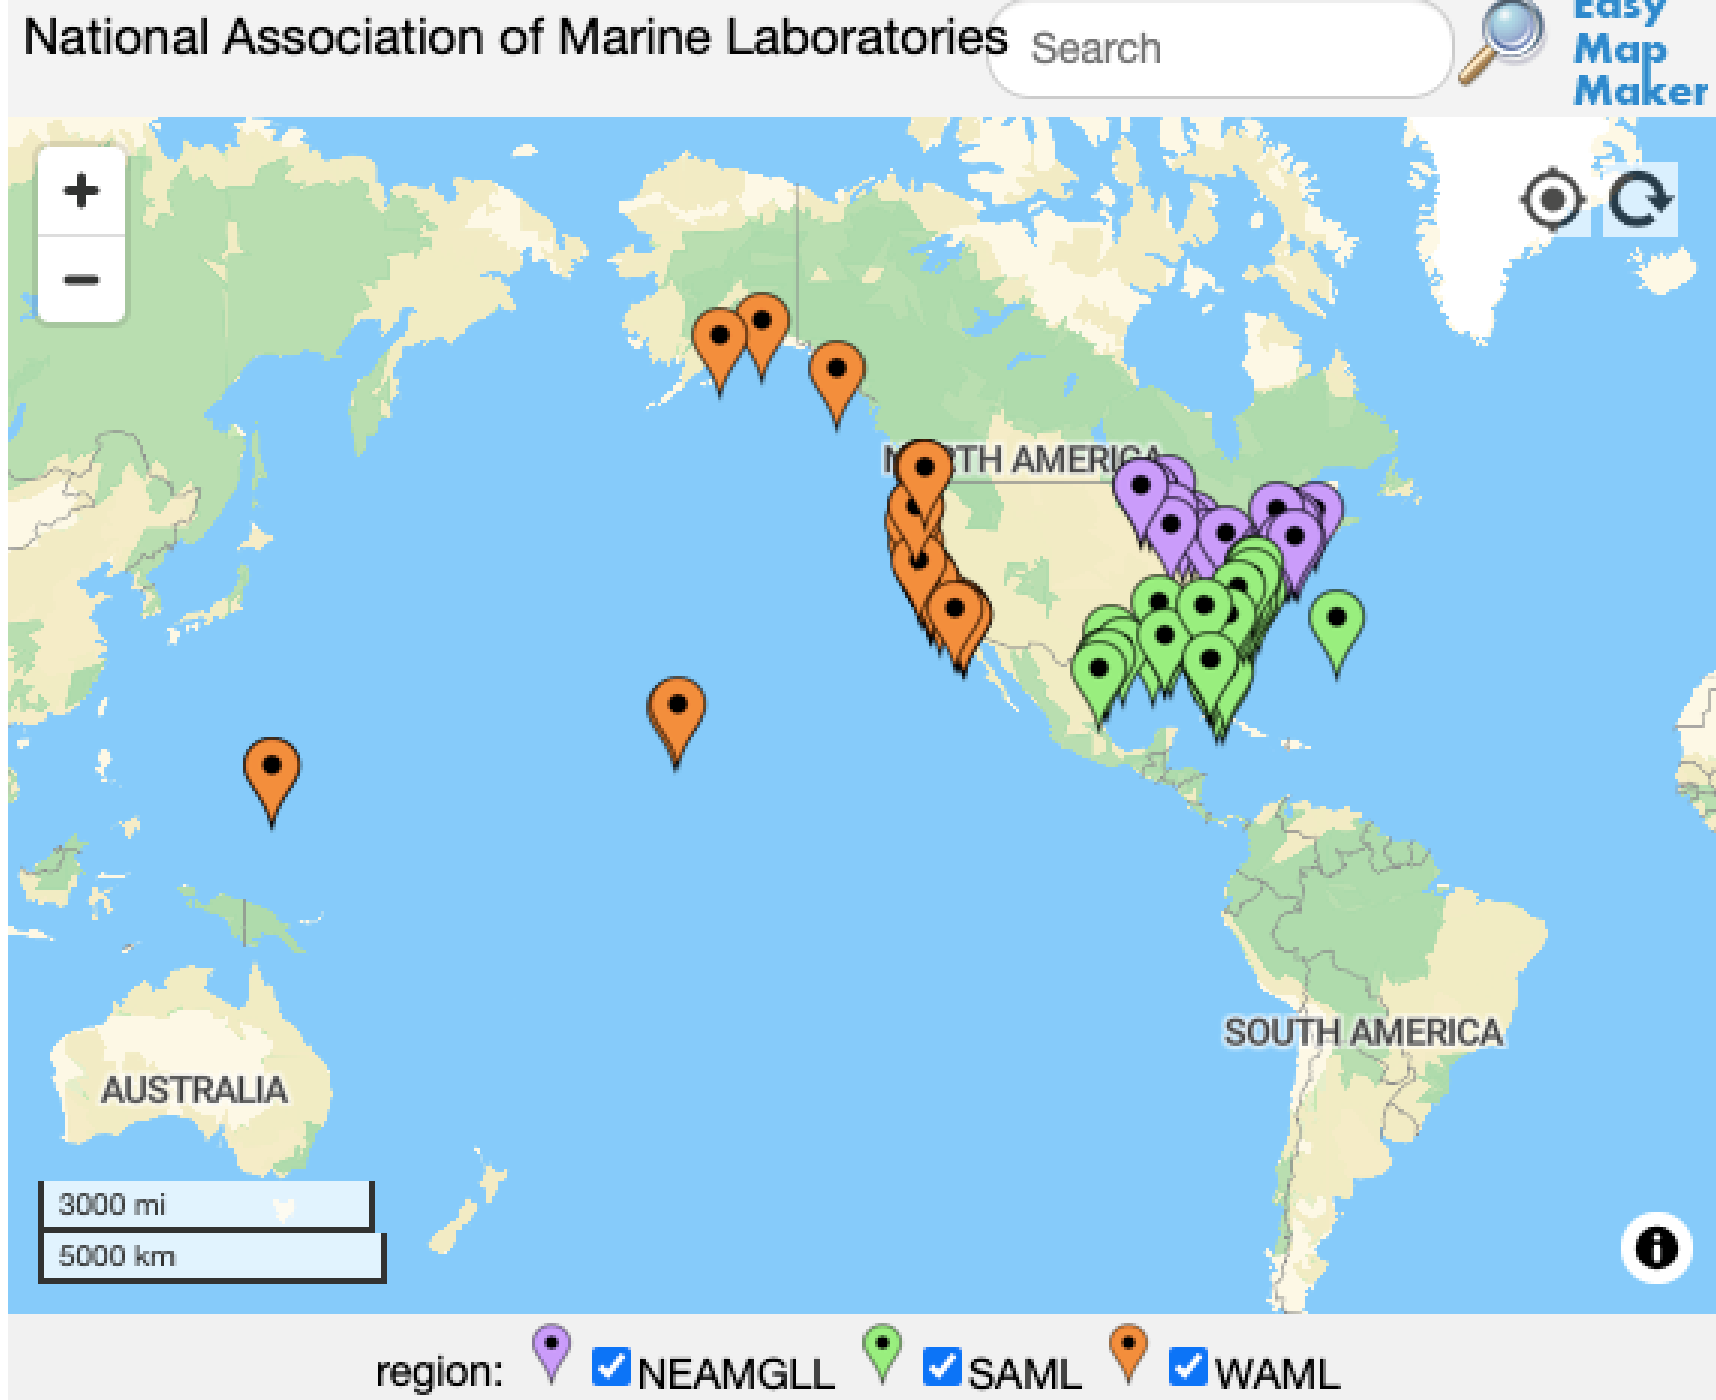 National Association of Marine Laboratories
Search
Easy
Map
Maker
+
−
NORTH AMERICA
SOUTH AMERICA
AUSTRALIA
3000 mi
5000 km
i
region: NEAMGLL SAML WAML